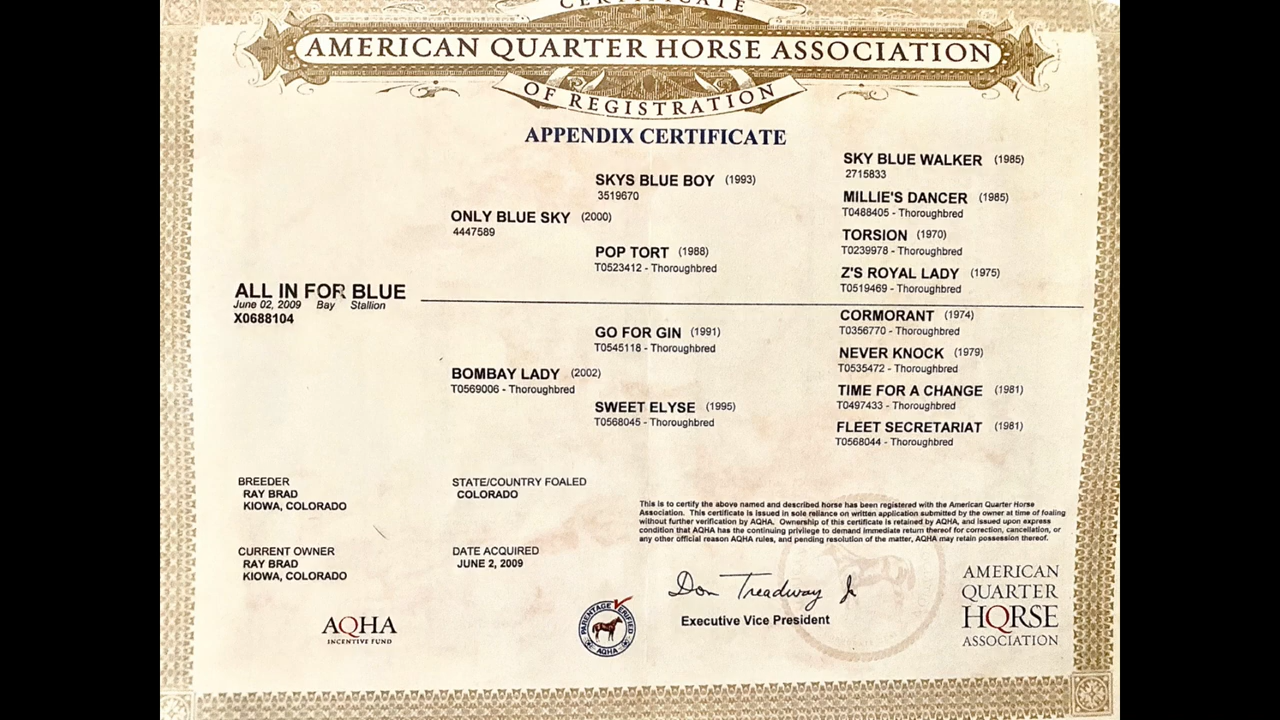 CERTIFICATE
AMERICAN QUARTER HORSE ASSOCIATION
OF REGISTRATION
APPENDIX CERTIFICATE
SKY BLUE WALKER (1985)
2715833
SKYS BLUE BOY (1993)
3519670
MILLIE'S DANCER (1985)
T0488405 - Thoroughbred
ONLY BLUE SKY (2000)
4447589
TORSION (1970)
T0239978 - Thoroughbred
POP TORT (1988)
T0523412 - Thoroughbred
Z'S ROYAL LADY (1975)
T0519469 - Thoroughbred
ALL IN FOR BLUE
June 02, 2009 Bay Stallion
X0688104
CORMORANT (1974)
T0356770 - Thoroughbred
GO FOR GIN (1991)
T0545118 - Thoroughbred
NEVER KNOCK (1979)
T0535472 - Thoroughbred
BOMBAY LADY (2002)
T0569006 - Thoroughbred
TIME FOR A CHANGE (1981)
T0497433 - Thoroughbred
SWEET ELYSE (1995)
T0568045 - Thoroughbred
FLEET SECRETARIAT (1981)
T0568044 - Thoroughbred
BREEDER
RAY BRAD
KIOWA, COLORADO
STATE/COUNTRY FOALED
COLORADO
CURRENT OWNER
RAY BRAD
KIOWA, COLORADO
DATE ACQUIRED
JUNE 2, 2009
This is to certify the above named and described horse has been registered with the American Quarter Horse
Association. This certificate is issued in sole reliance on written application submitted by the owner at time of foaling
without further verification by AQHA. Ownership of this certificate is retained by AQHA, and issued upon express
condition that AQHA has the continuing privilege to demand immediate return thereof for correction, cancellation, or
any other official reason AQHA rules, and pending resolution of the matter, AQHA may retain possession thereof.
Don Treadway Jr
Executive Vice President
AQHA
INCENTIVE FUND
PARENTAGE VERIFIED
AQHA
AMERICAN
QUARTER
HORSE
ASSOCIATION